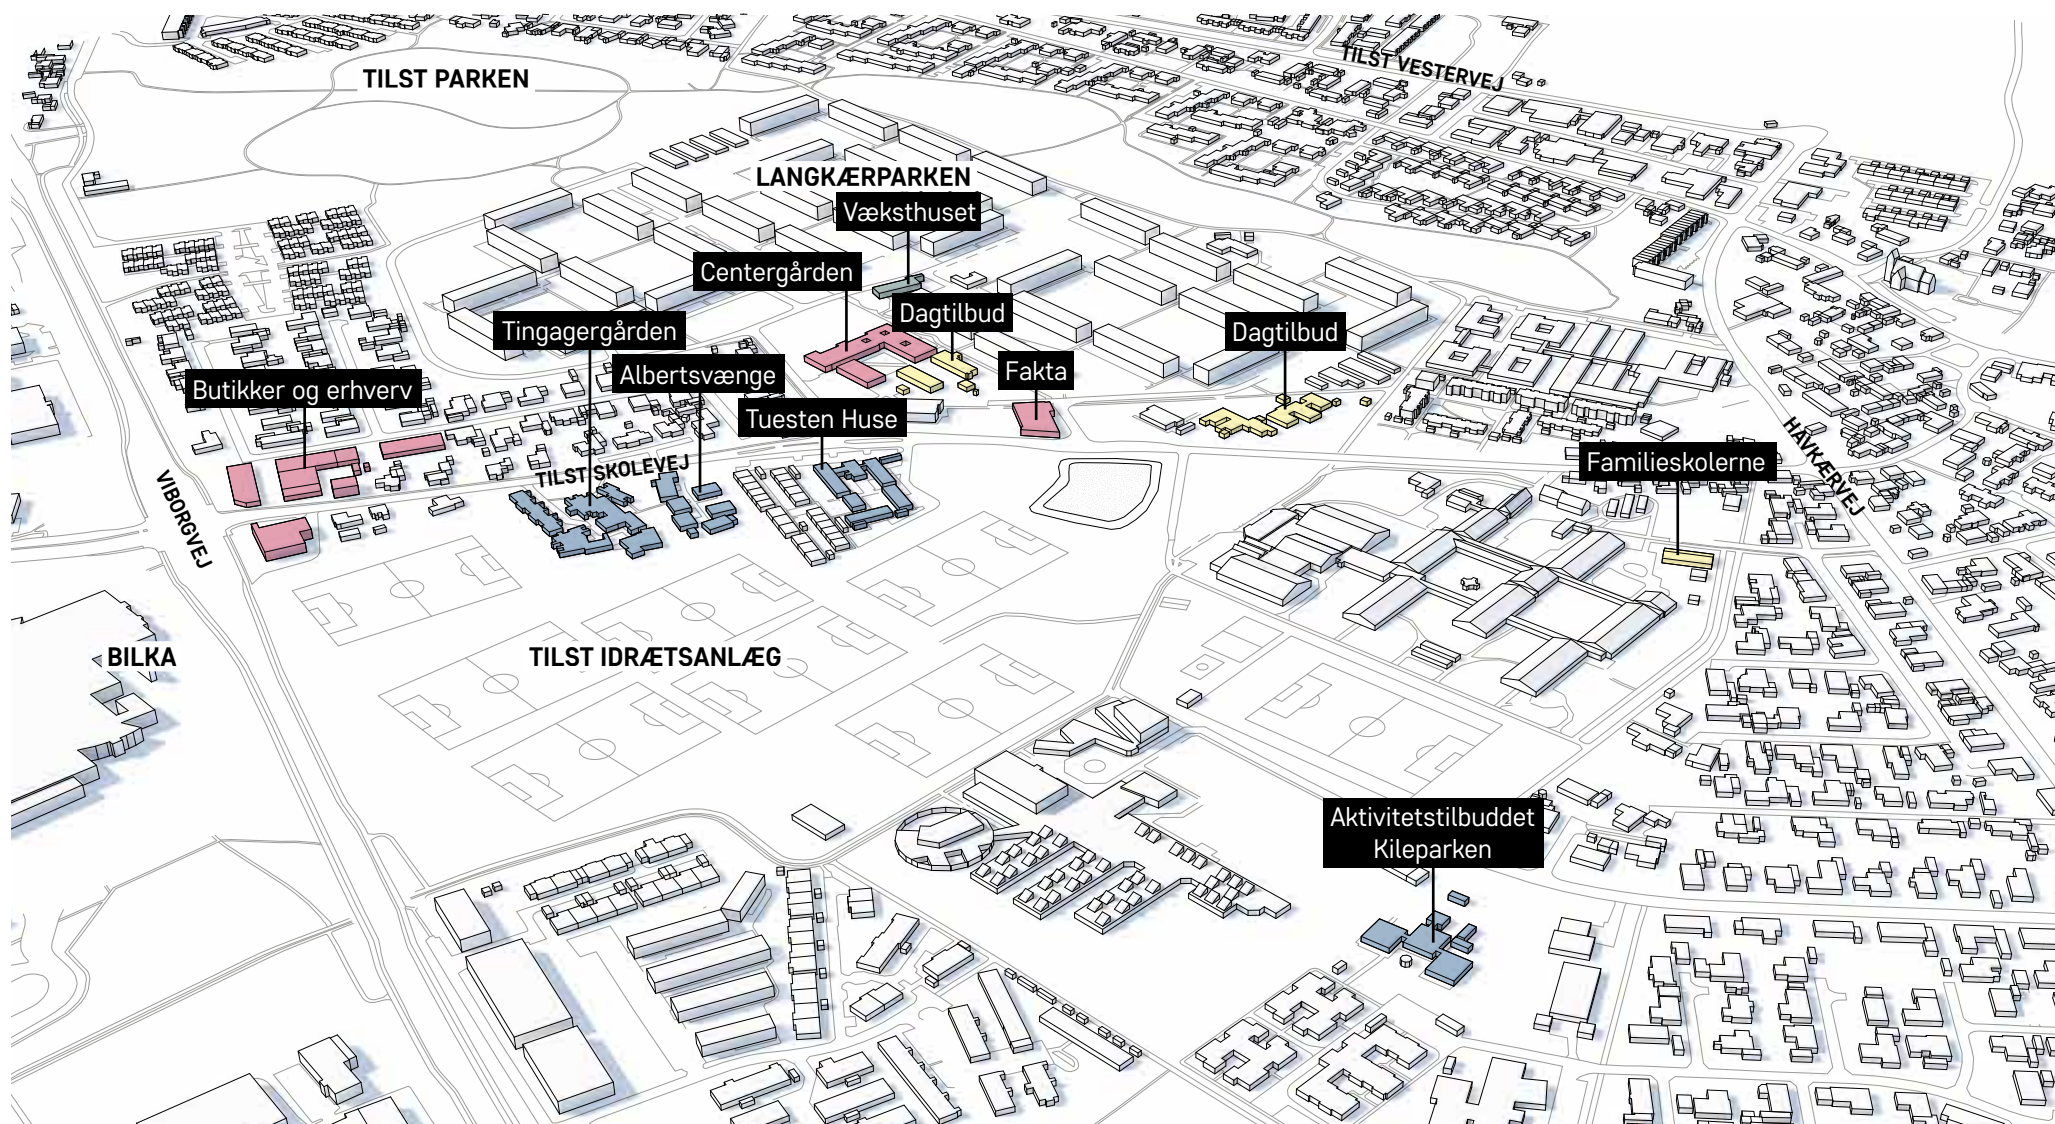 TILST PARKEN
TILST VESTERVEJ
LANGKÆRPARKEN
Væksthuset
Centergården
Dagtilbud
Tingagergården
Dagtilbud
Albertsvænge
Fakta
Butikker og erhverv
Tuesten Huse
HAVKÆRVEJ
Familieskolerne
TILST SKOLEVEJ
VIBORGVEJ
BILKA
TILST IDRÆTSANLÆG
Aktivitetstilbuddet
Kileparken